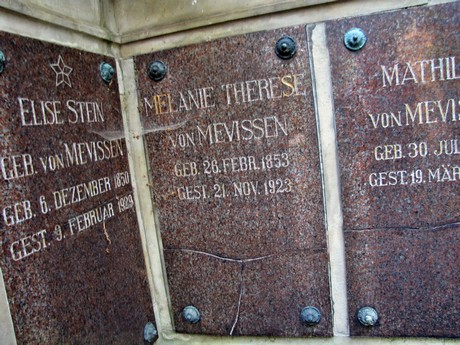 ELISE STEIN
GEB. VON MEVISSEN
GEB. 6. DEZEMBER 1850
GEST. 9. FEBRUAR 1929
MELANIE THERESE
VON MEVISSEN
GEB. 26. FEBR. 1853
GEST. 21. NOV. 1923
MATHIL
VON MEVIS
GEB. 30. JUL
GEST. 19. MÄR